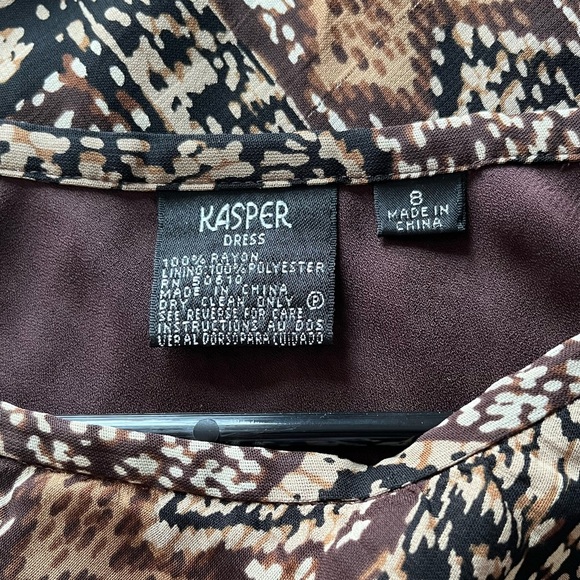 KASPER
DRESS
100% RAYON
LINING:100% POLYESTER
RN 50610
MADE IN CHINA
DRY CLEAN ONLY P
SEE REVERSE FOR CARE
INSTRUCTIONS AU DOS
VER AL DORSO PARA CUIDADO
8
MADE IN
CHINA